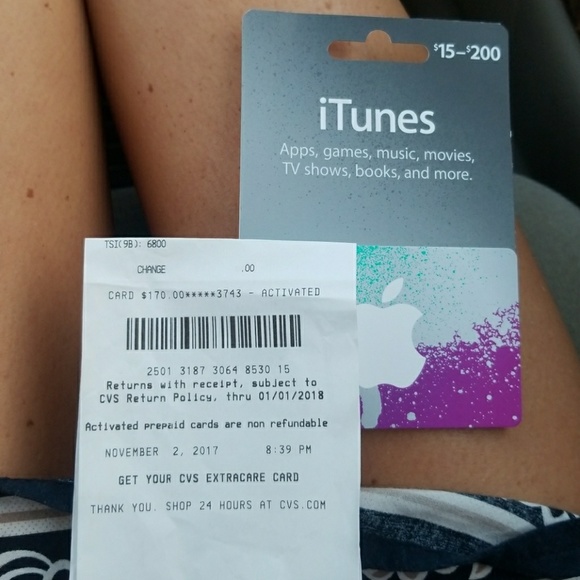 $15-$200
iTunes
Apps, games, music, movies,
TV shows, books, and more.
TSI(9B): 6800
CHANGE .00
CARD $170.00*****3743 - ACTIVATED
2501 3187 3064 8530 15
Returns with receipt, subject to
CVS Return Policy, thru 01/01/2018
Activated prepaid cards are non refundable
NOVEMBER 2, 2017 8:39 PM
GET YOUR CVS EXTRACARE CARD
THANK YOU. SHOP 24 HOURS AT CVS.COM